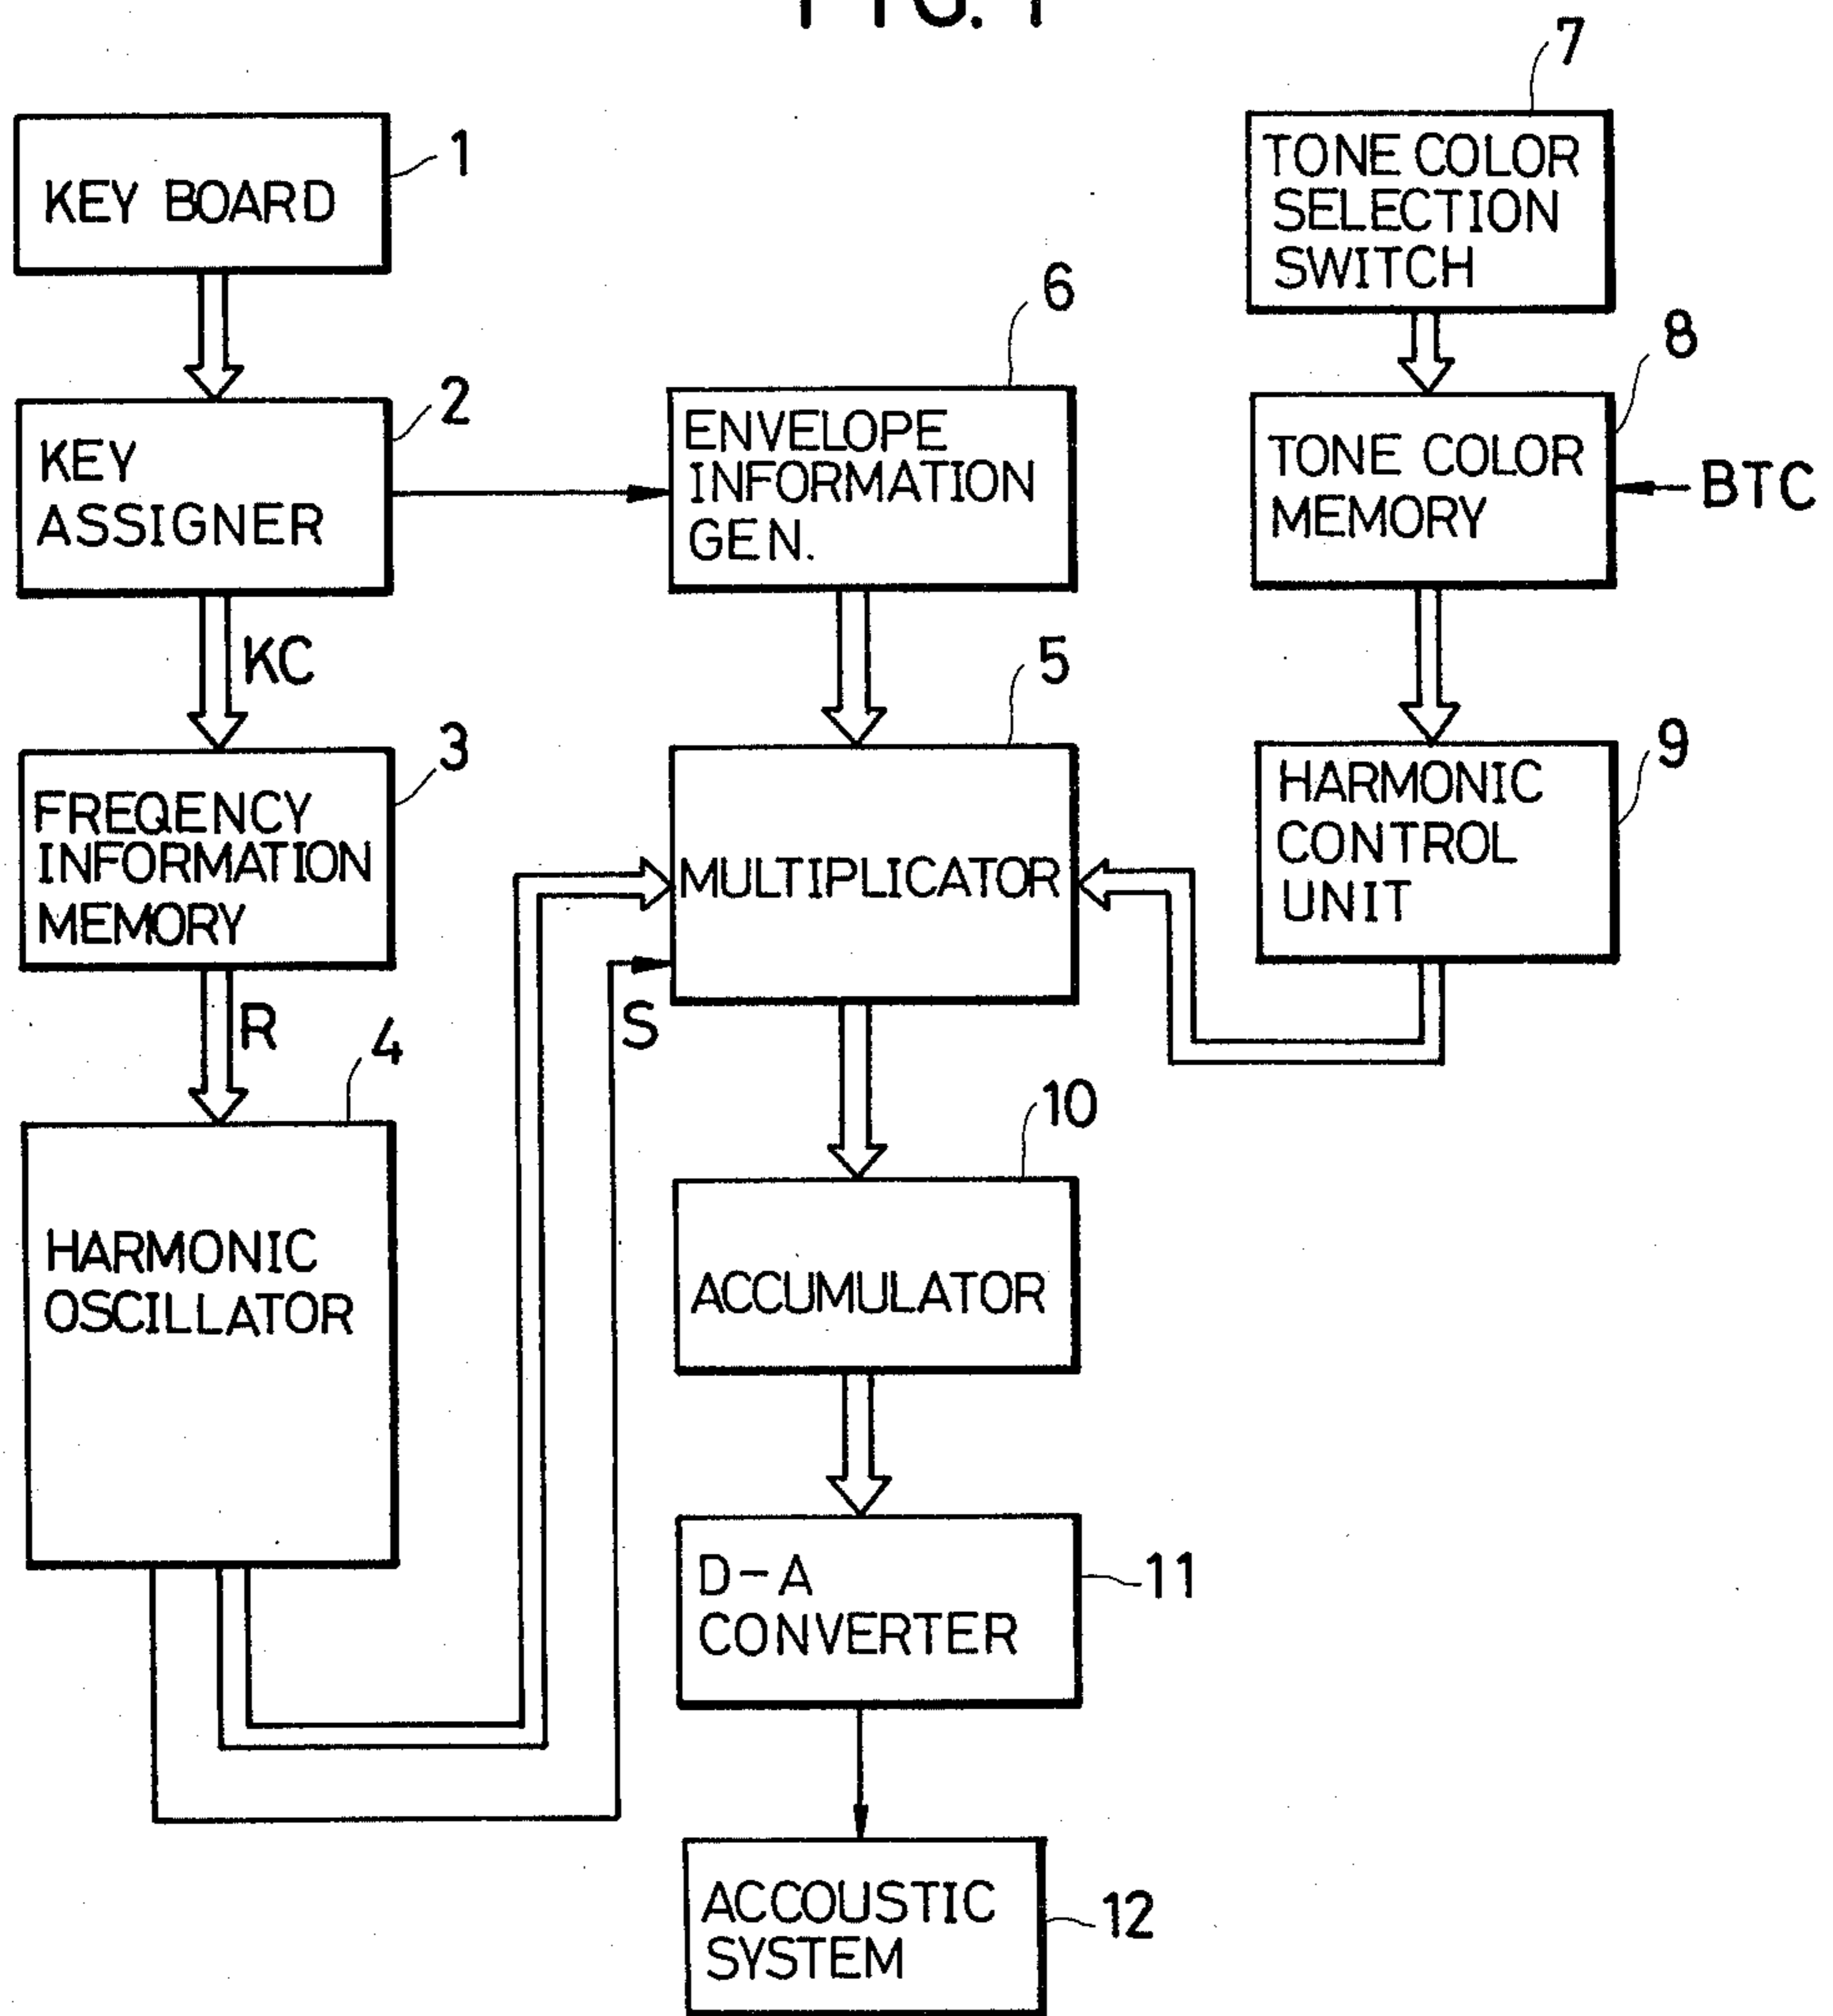 FIG. 1
KEY BOARD
1
KEY
ASSIGNER
2
KC
FREQENCY
INFORMATION
MEMORY
3
R
HARMONIC
OSCILLATOR
4
ENVELOPE
INFORMATION
GEN.
6
MULTIPLICATOR
5
S
ACCUMULATOR
10
D-A
CONVERTER
11
ACCOUSTIC
SYSTEM
12
TONE COLOR
SELECTION
SWITCH
7
TONE COLOR
MEMORY
8
BTC
HARMONIC
CONTROL
UNIT
9